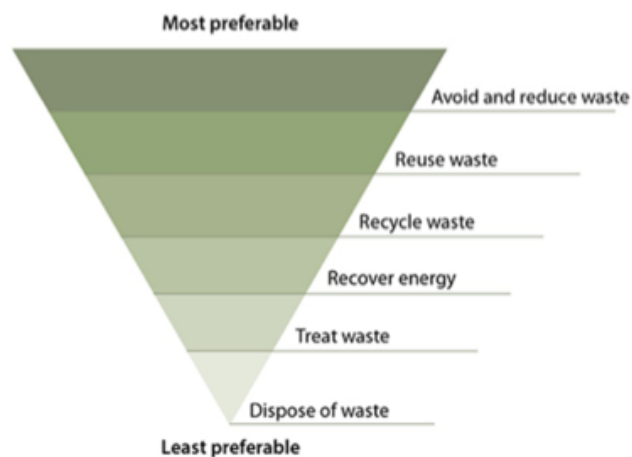 Most preferable
Avoid and reduce waste
Reuse waste
Recycle waste
Recover energy
Treat waste
Dispose of waste
Least preferable